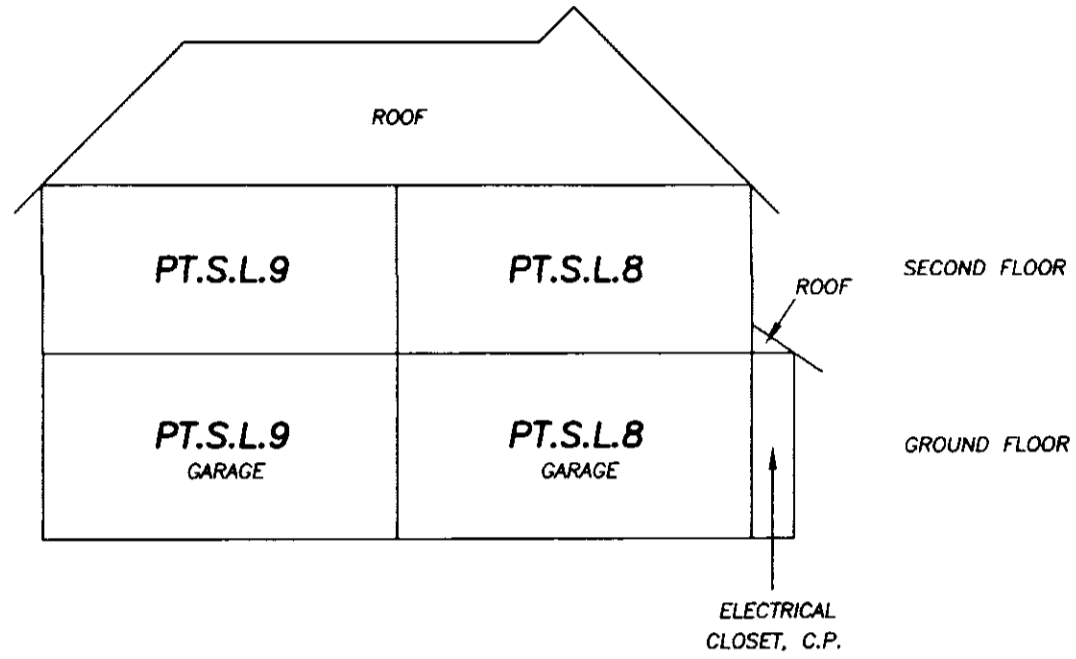 ROOF
PT.S.L.9
PT.S.L.8
ROOF
SECOND FLOOR
PT.S.L.9
GARAGE
PT.S.L.8
GARAGE
GROUND FLOOR
ELECTRICAL
CLOSET, C.P.